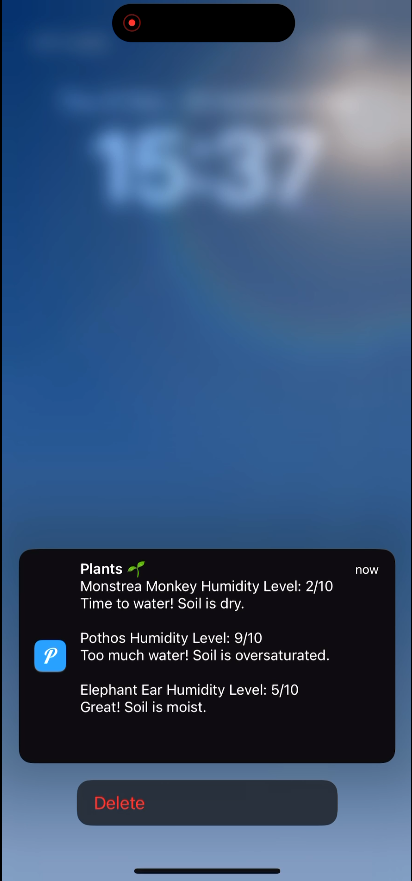 15:37
Plants 🌱
now
Monstrea Monkey Humidity Level: 2/10
Time to water! Soil is dry.
Pothos Humidity Level: 9/10
Too much water! Soil is oversaturated.
Elephant Ear Humidity Level: 5/10
Great! Soil is moist.
Delete